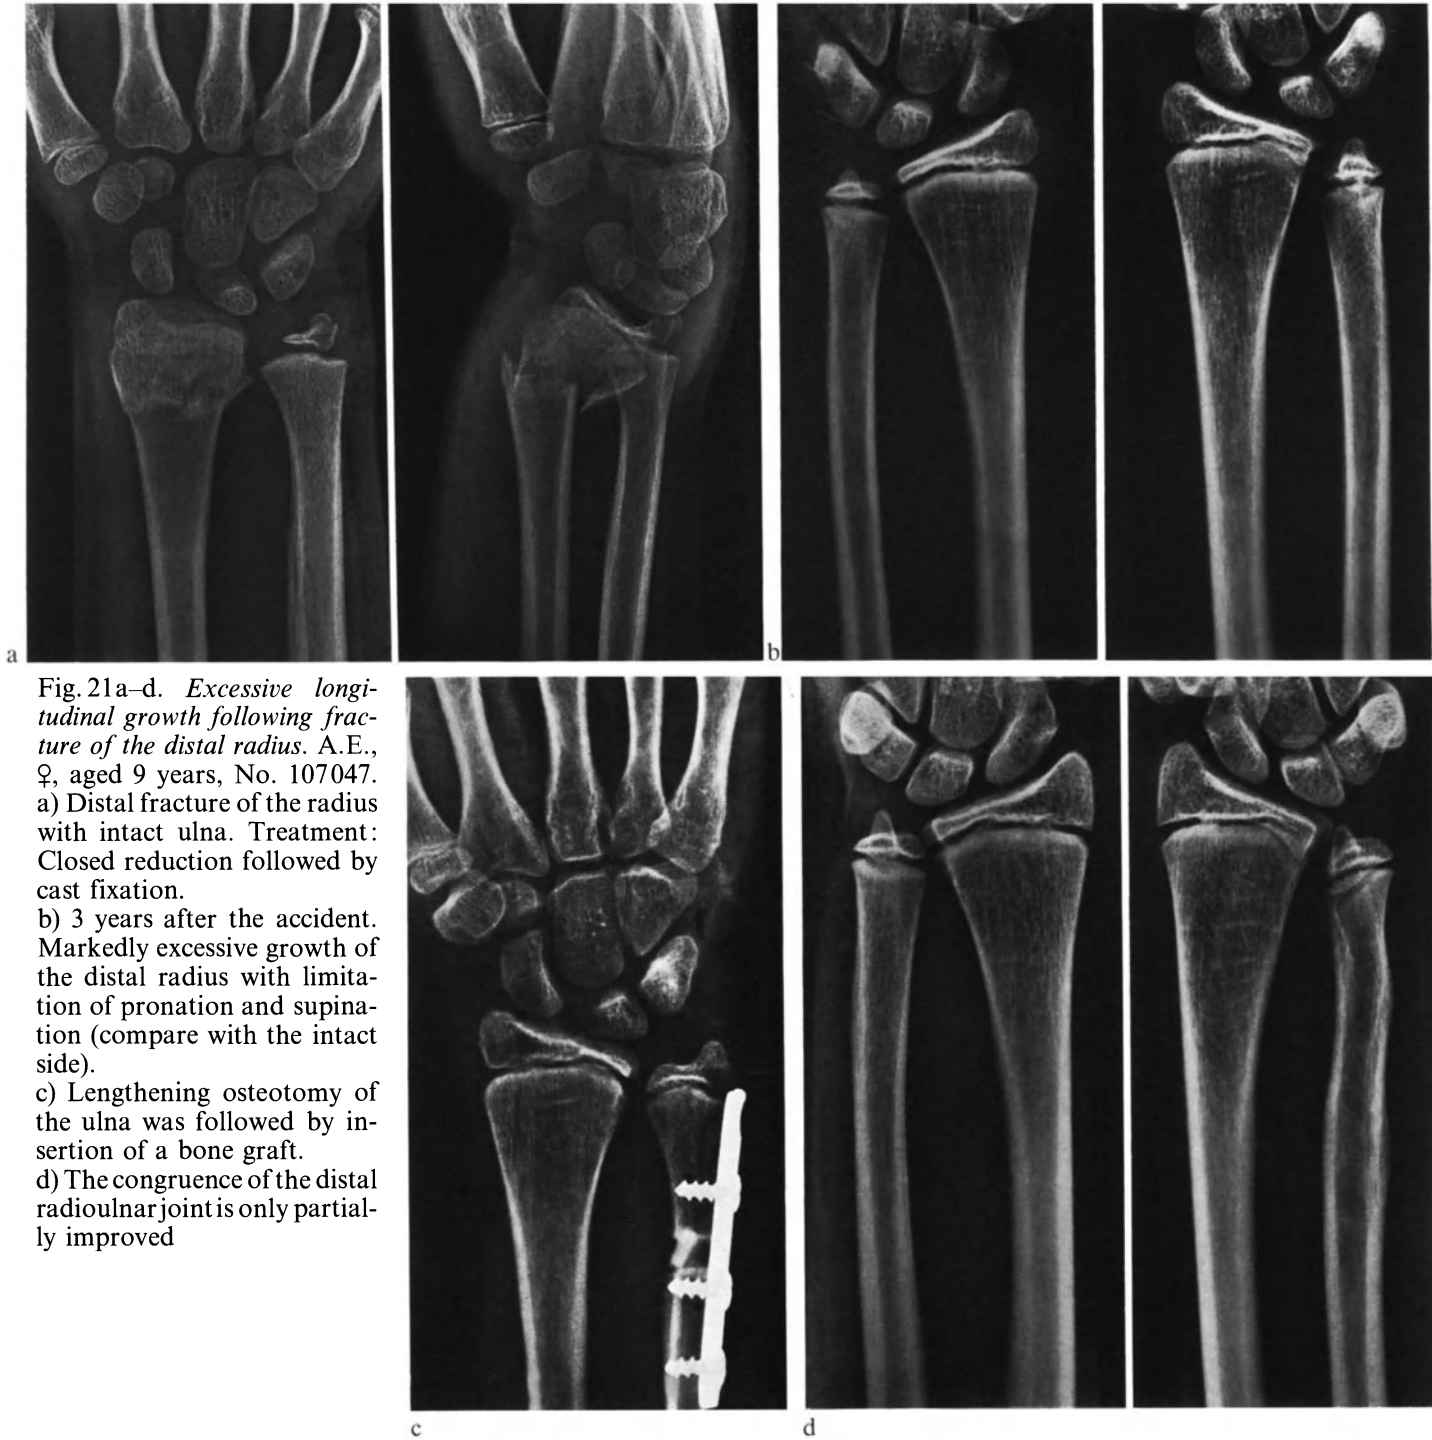 a
b
Fig. 21a–d. Excessive longi-
tudinal growth following frac-
ture of the distal radius. A.E.,
♀, aged 9 years, No. 107047.
a) Distal fracture of the radius
with intact ulna. Treatment:
Closed reduction followed by
cast fixation.
b) 3 years after the accident.
Markedly excessive growth of
the distal radius with limita-
tion of pronation and supina-
tion (compare with the intact
side).
c) Lengthening osteotomy of
the ulna was followed by in-
sertion of a bone graft.
d) The congruence of the distal
radioulnar joint is only partial-
ly improved
c
d